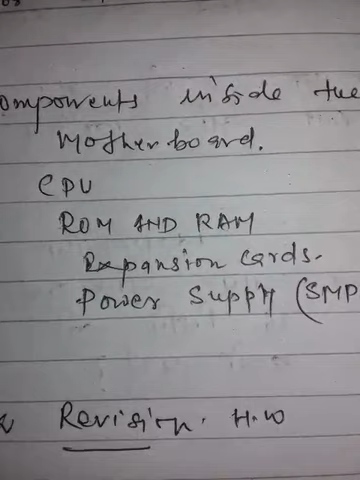 omponents inside the
Motherboard.
CPU
ROM AND RAM
Expansion cards.
Power Supply (SMP
Revision. H.W